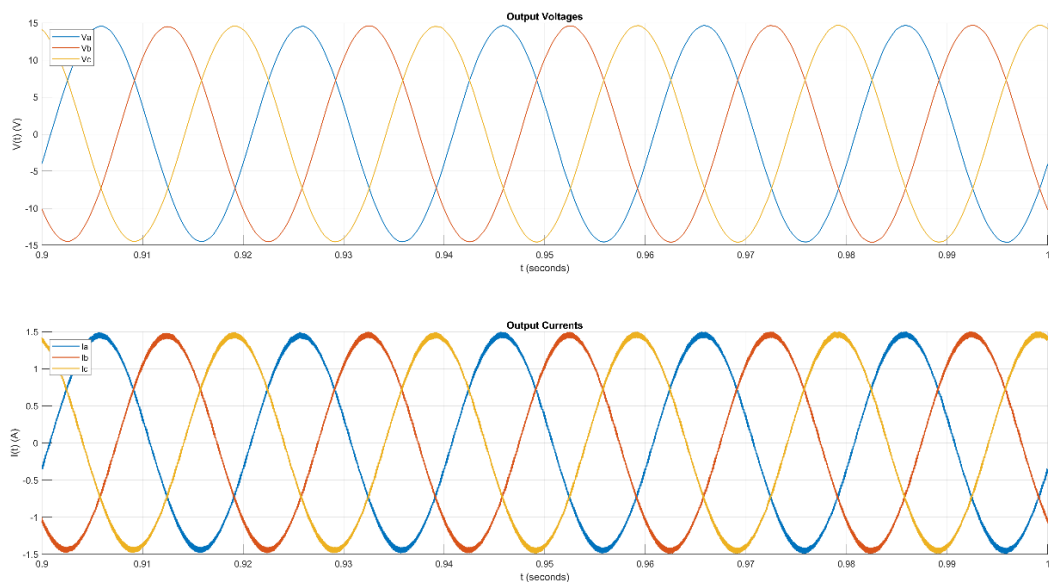 Output Voltages
15
10
5
0
-5
-10
-15
V(t) (V)
Va
Vb
Vc
0.9 0.91 0.92 0.93 0.94 0.95 0.96 0.97 0.98 0.99 1
t (seconds)
Output Currents
1.5
1
0.5
0
-0.5
-1
-1.5
I(t) (A)
Ia
Ib
Ic
0.9 0.91 0.92 0.93 0.94 0.95 0.96 0.97 0.98 0.99 1
t (seconds)